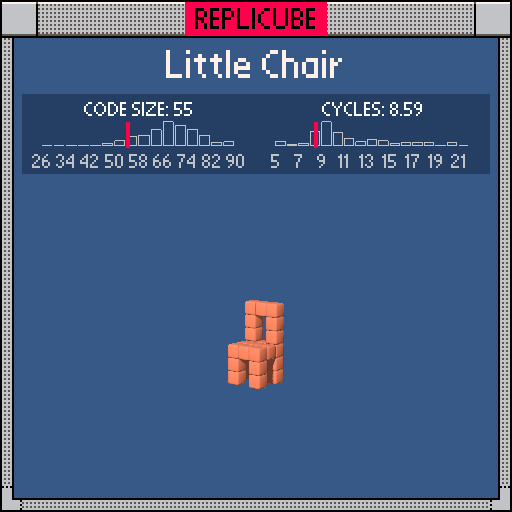 REPLICUBE
Little Chair
CODE SIZE: 55
CYCLES: 8.59
26 34 42 50 58 66 74 82 90
5 7 9 11 13 15 17 19 21